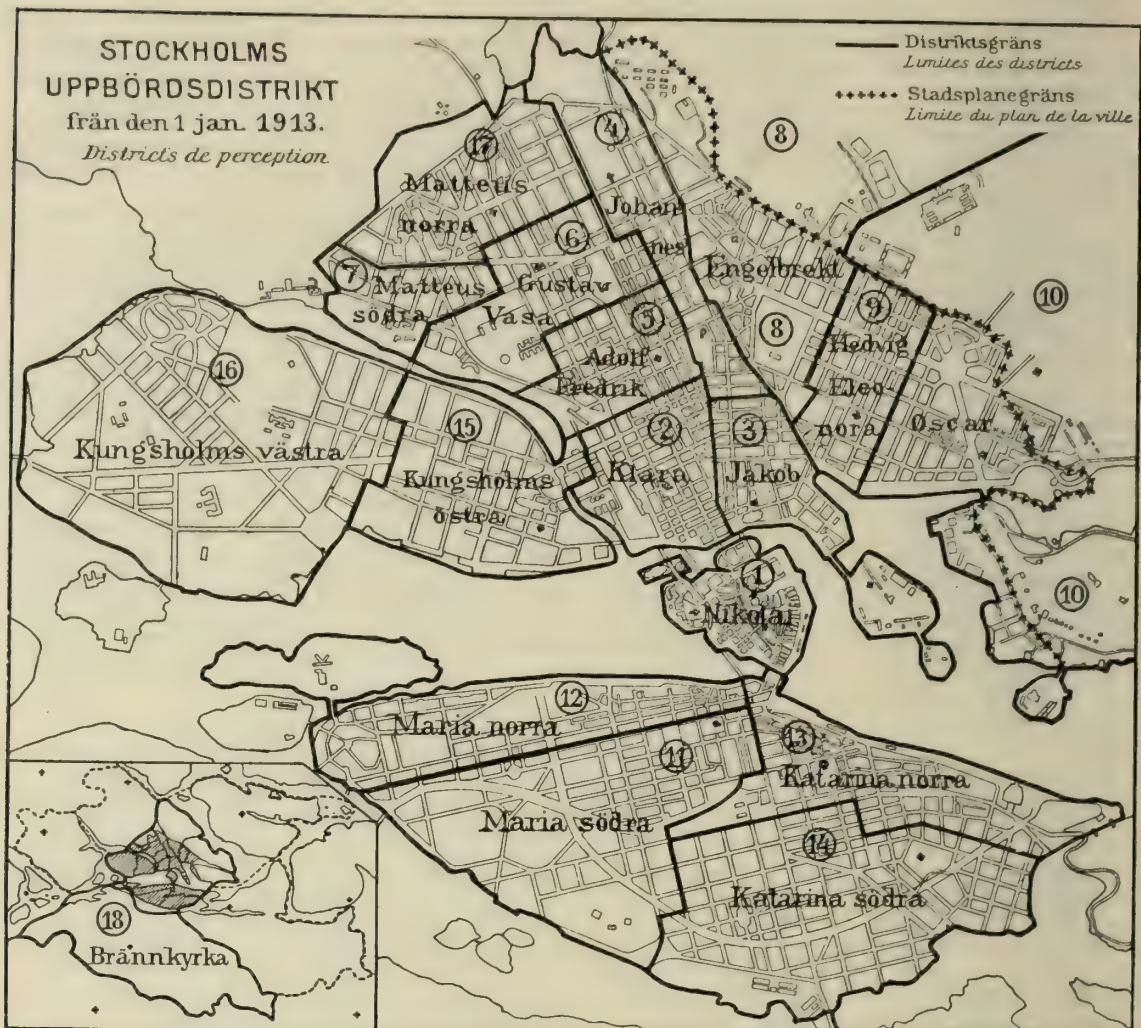 STOCKHOLMS
UPPBÖRDSDISTRIKT
från den 1 jan. 1913.
Districts de perception.
Distriktsgräns
Limites des districts
Stadsplanegräns
Limite du plan de la ville
17
Matteus
norra
4
Johan-
nes
8
6
Gustav
Vasa
7
Matteus
södra
Engelbrekt
8
5
Adolf
Fredrik
9
Hedvig
Eleo-
nora
10
Oscar
16
Kungsholms västra
15
Kungsholms
östra
2
Klara
3
Jakob
1
Nikolai
10
12
Maria norra
11
Maria södra
13
Katarina norra
14
Katarina södra
18
Brännkyrka